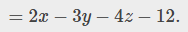 = 2x − 3y − 4z − 12.